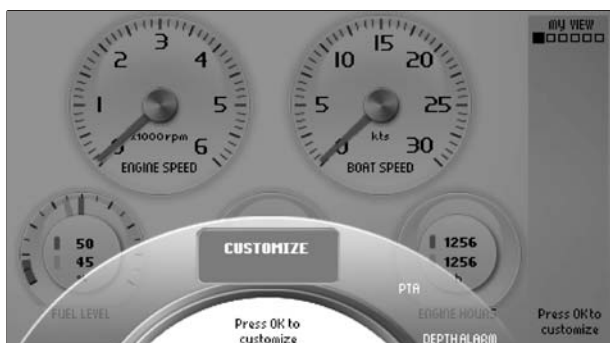 3
2
4
1
5
0
6
x1000rpm
ENGINE SPEED
15
10
20
5
25
kts
0
30
BOAT SPEED
MY VIEW
50
45
1256
1256
CUSTOMIZE
FUEL LEVEL
PTA
ENGINE HOURS
Press OK to
customize
Press OK to
customize
DEPTH ALARM